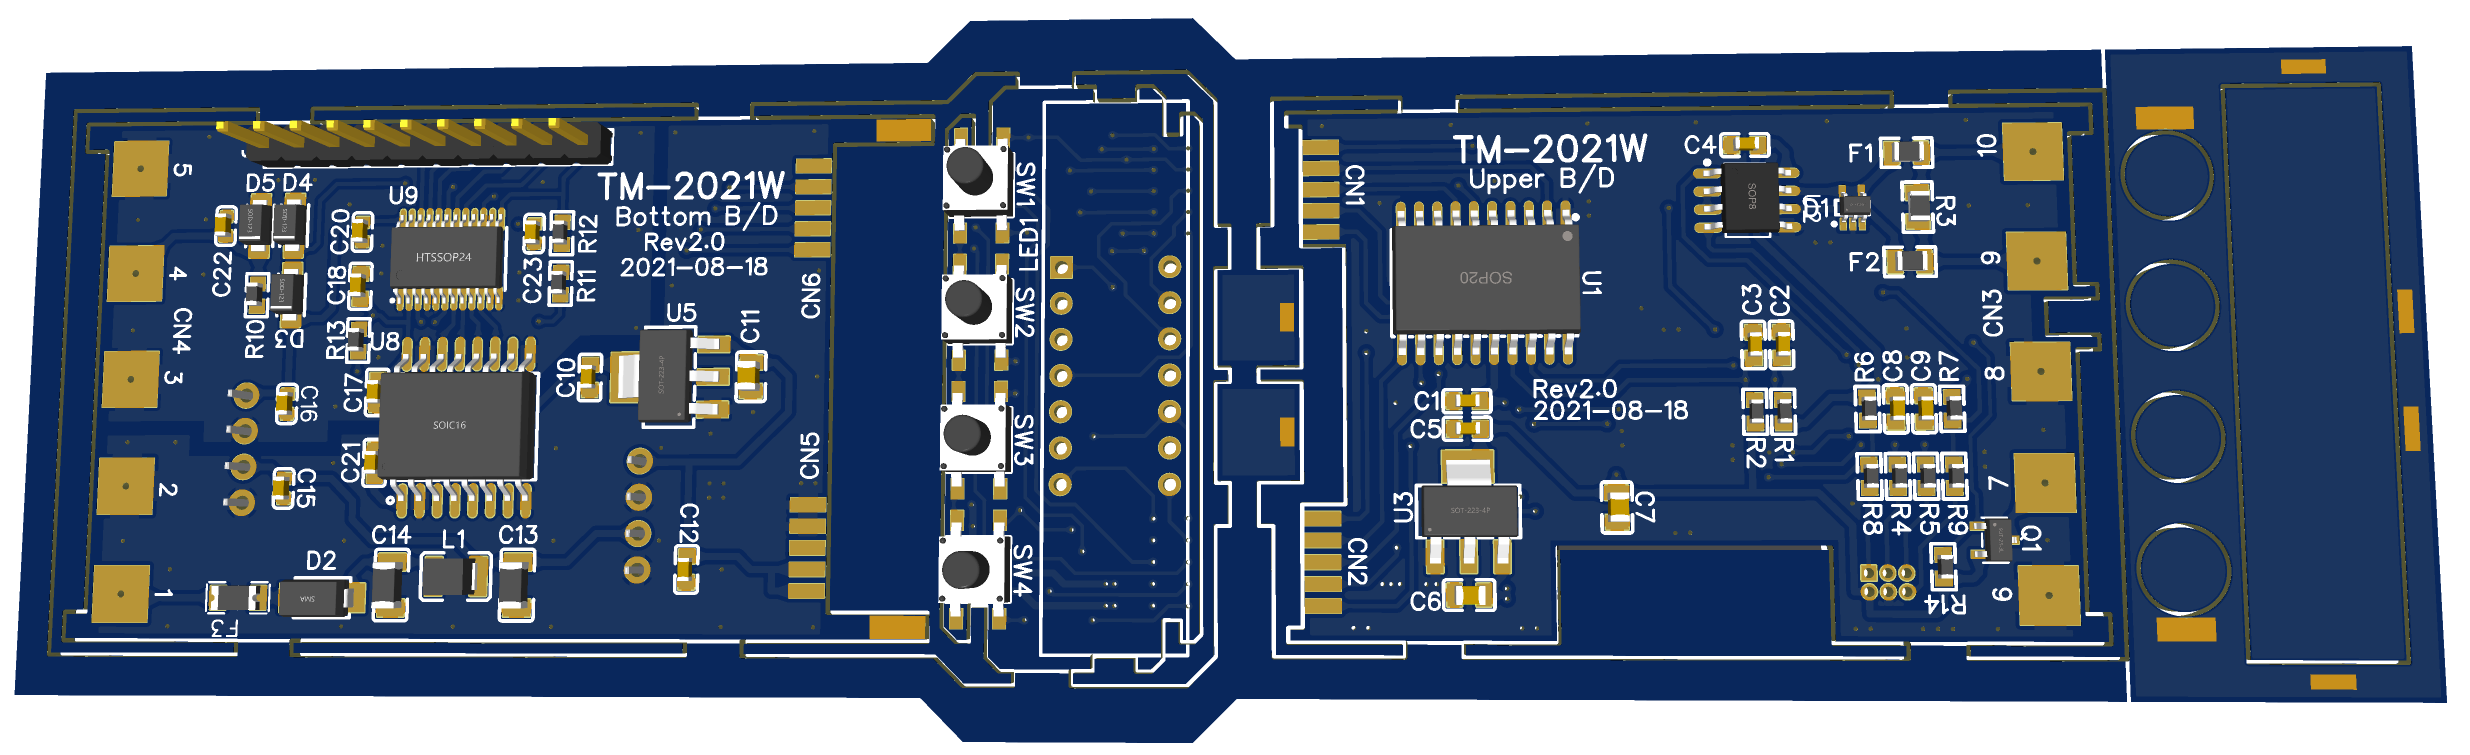 5
D5 D4
U9
C22
C20
C23
R12
4
R10
D3
C18
R11
HTSSOP24
TM-2021W
Bottom B/D
Rev2.0
2021-08-18
CN6
CN4
R13
U8
U5
C10
C11
SOT-223-4P
3
C17
C16
SOIC16
C21
C15
2
CN5
C14
L1
C13
C12
D2
SMA
1
F3
SW1
LED1
SW2
SW3
SW4
TM-2021W
Upper B/D
CN1
C4
SOP8
F1
10
R3
F2
9
SOP20
U1
C3
C2
CN3
Rev2.0
2021-08-18
C1
C5
R6
C8
C9
R7
8
R2
R1
U3
SOT-223-4P
C7
7
R8
R4
R5
R9
Q1
CN2
C6
R14
6